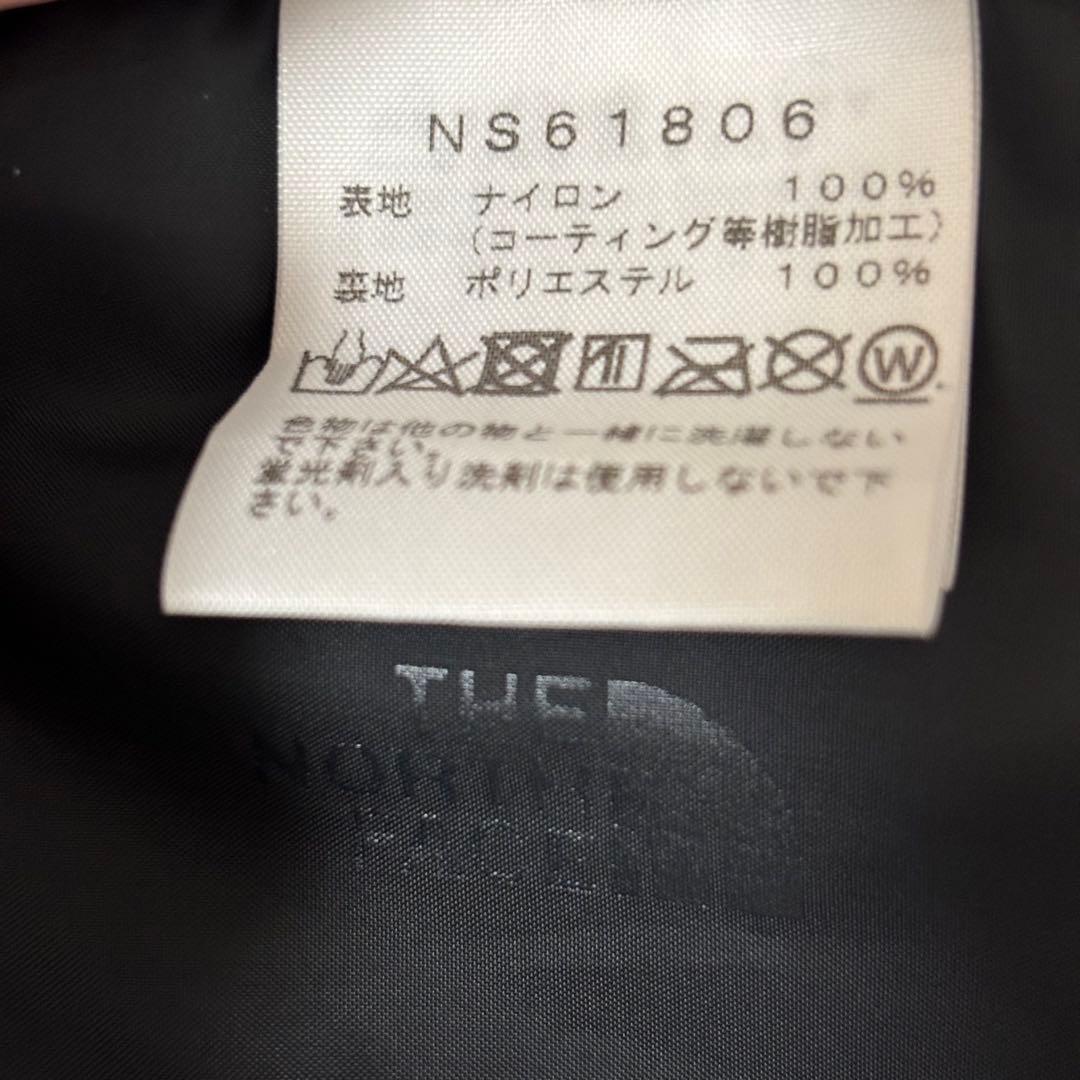 NS61806
表地 ナイロン 100%
(コーティング等樹脂加工)
裏地 ポリエステル 100%
W
色物は他の物と一緒に洗濯しない
で下さい。
蛍光剤入り洗剤は使用しないで下
さい。
THE
NORTH
FACE